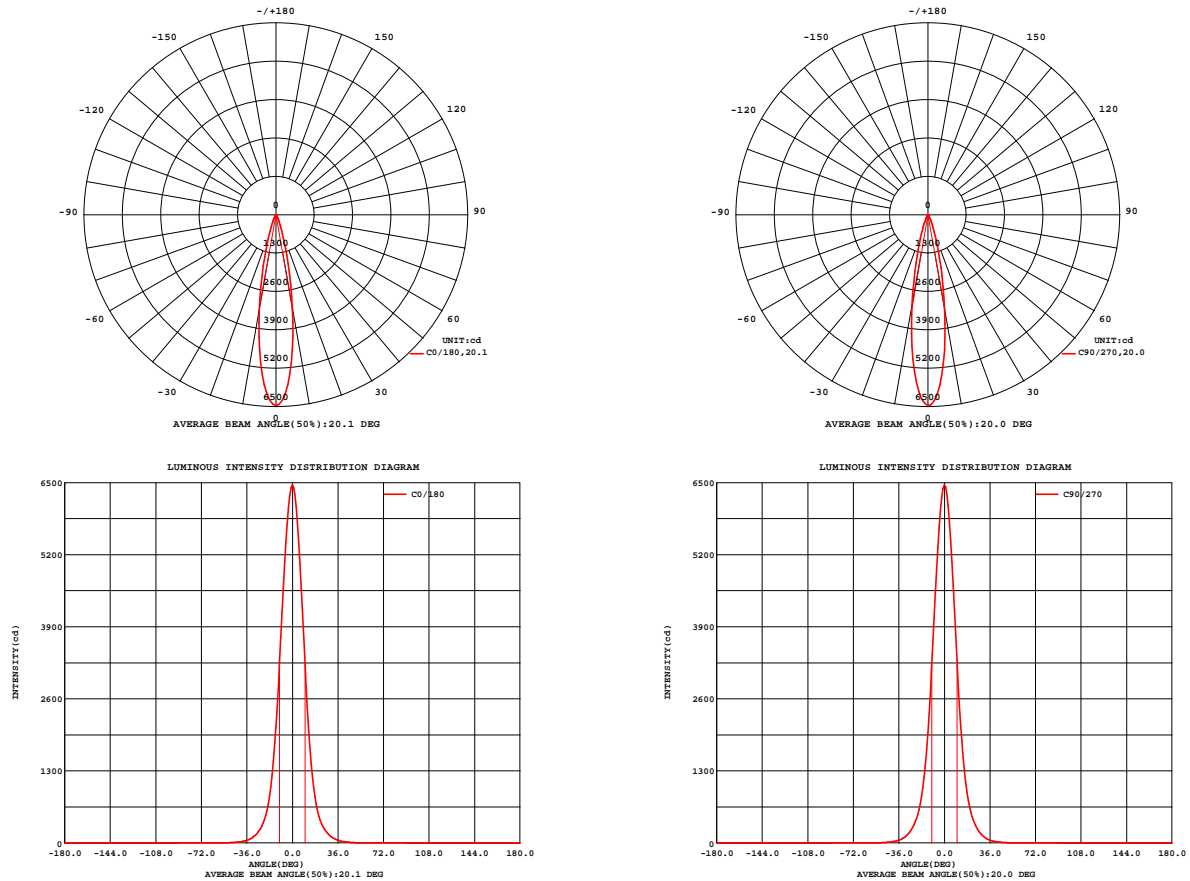 -/+180
-150 150
-120 120
-90 90
0
1300
2600
3900
5200
6500
-60 60
-30 30
0
UNIT:cd
C0/180,20.1
AVERAGE BEAM ANGLE(50%):20.1 DEG
-/+180
-150 150
-120 120
-90 90
0
1300
2600
3900
5200
6500
-60 60
-30 30
0
UNIT:cd
C90/270,20.0
AVERAGE BEAM ANGLE(50%):20.0 DEG
LUMINOUS INTENSITY DISTRIBUTION DIAGRAM
C0/180
INTENSITY(cd)
6500
5200
3900
2600
1300
0
-180.0 -144.0 -108.0 -72.0 -36.0 0.0 36.0 72.0 108.0 144.0 180.0
ANGLE(DEG)
AVERAGE BEAM ANGLE(50%):20.1 DEG
LUMINOUS INTENSITY DISTRIBUTION DIAGRAM
C90/270
INTENSITY(cd)
6500
5200
3900
2600
1300
0
-180.0 -144.0 -108.0 -72.0 -36.0 0.0 36.0 72.0 108.0 144.0 180.0
ANGLE(DEG)
AVERAGE BEAM ANGLE(50%):20.0 DEG